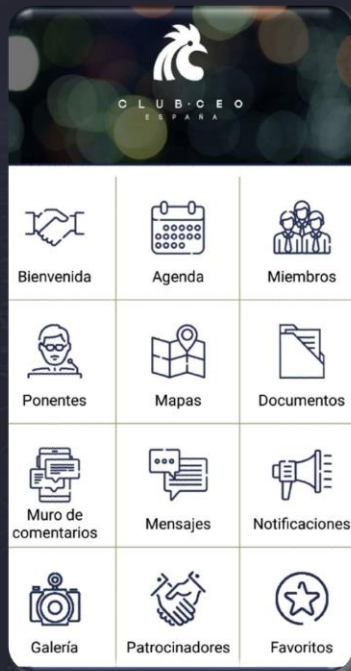 CLUB·CEO
ESPAÑA
Bienvenida
Agenda
Miembros
Ponentes
Mapas
Documentos
Muro de
comentarios
Mensajes
Notificaciones
Galería
Patrocinadores
Favoritos